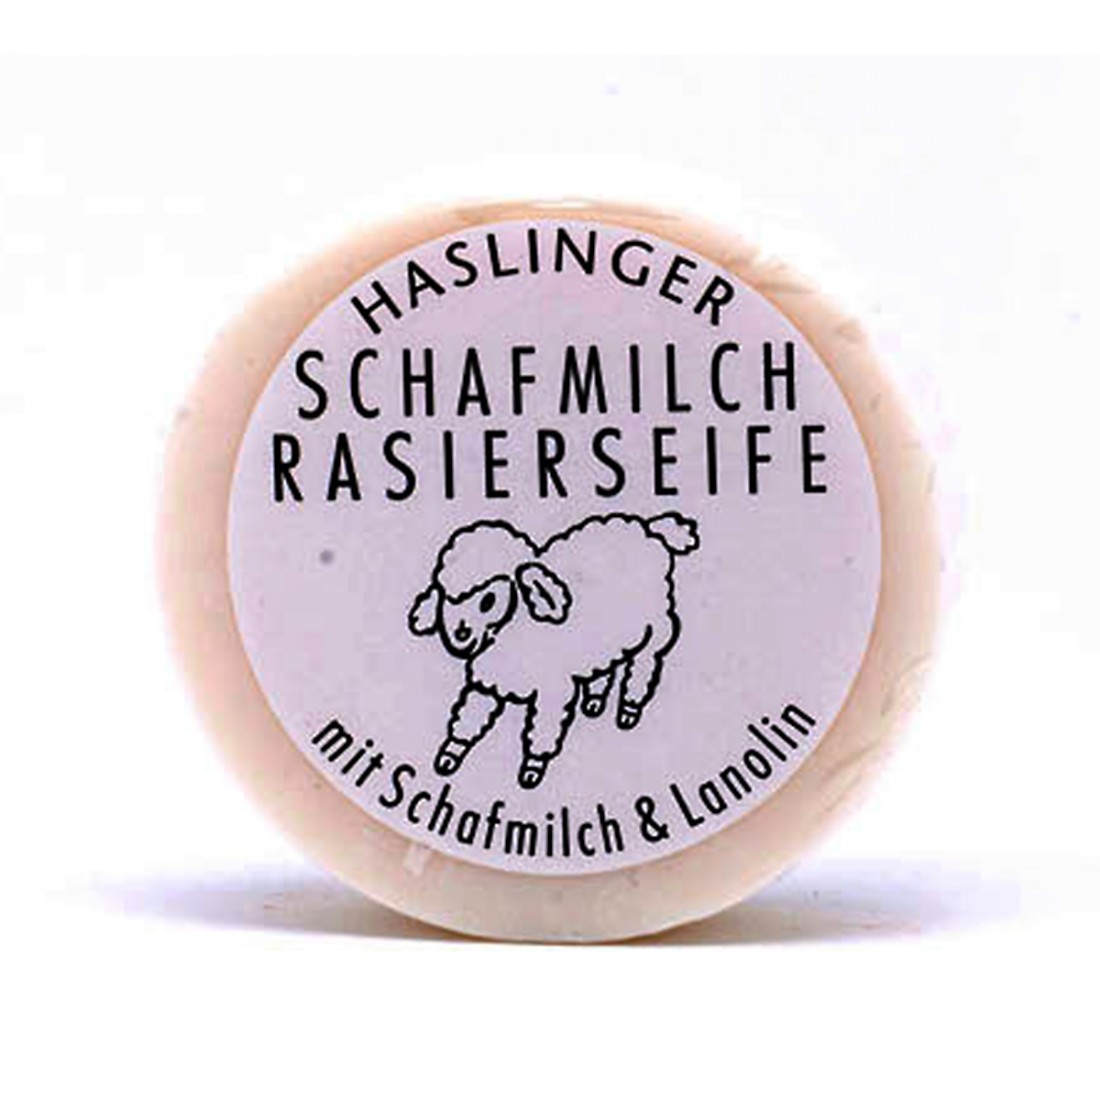 HASLINGER
SCHAFMILCH
RASIERSEIFE
mit Schafmilch & Lanolin